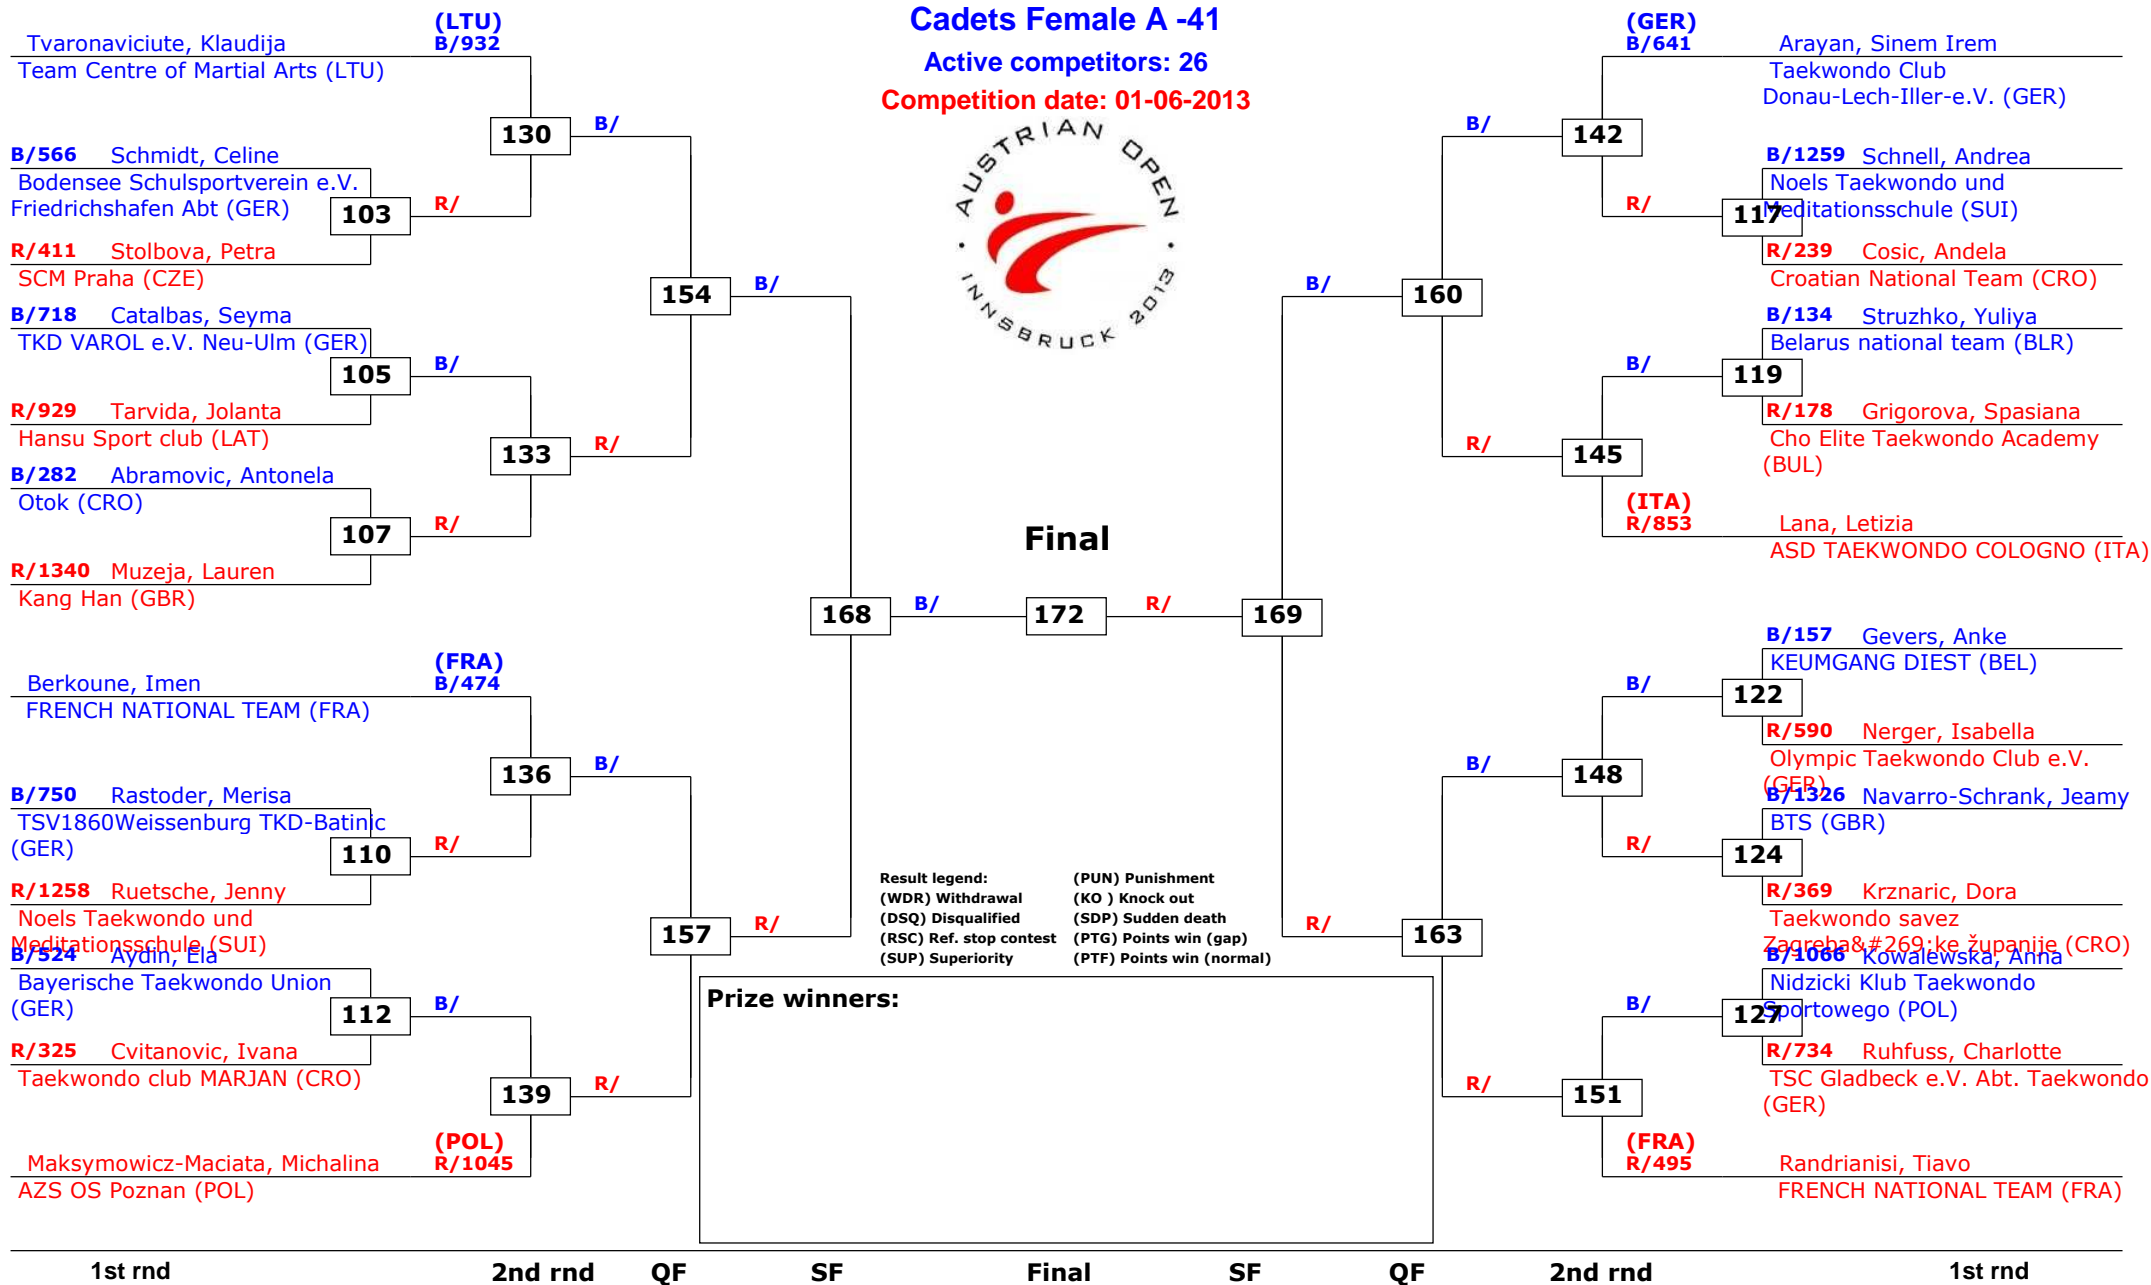 Cadets Female A -41
Active competitors: 26
Competition date: 01-06-2013
AUSTRIAN OPEN
· INNSBRUCK 2013 ·
(LTU)
Tvaronaviciute, Klaudija B/932
Team Centre of Martial Arts (LTU)
130
B/
B/566 Schmidt, Celine
Bodensee Schulsportverein e.V.
Friedrichshafen Abt (GER)
103
R/
R/411 Stolbova, Petra
SCM Praha (CZE)
154
B/
B/718 Catalbas, Seyma
TKD VAROL e.V. Neu-Ulm (GER)
105
B/
R/929 Tarvida, Jolanta
Hansu Sport club (LAT)
133
R/
B/282 Abramovic, Antonela
Otok (CRO)
107
R/
R/1340 Muzeja, Lauren
Kang Han (GBR)
168
B/
(FRA)
Berkoune, Imen B/474
FRENCH NATIONAL TEAM (FRA)
136
B/
B/750 Rastoder, Merisa
TSV1860Weissenburg TKD-Batinic
(GER)
110
R/
R/1258 Ruetsche, Jenny
Noels Taekwondo und
Meditationsschule (SUI)
157
R/
B/524 Aydin, Ela
Bayerische Taekwondo Union
(GER)
112
B/
R/325 Cvitanovic, Ivana
Taekwondo club MARJAN (CRO)
139
R/
(POL)
Maksymowicz-Maciata, Michalina R/1045
AZS OS Poznan (POL)
Final
172
R/
169
(GER)
B/641 Arayan, Sinem Irem
Taekwondo Club
Donau-Lech-Iller-e.V. (GER)
B/
142
B/1259 Schnell, Andrea
Noels Taekwondo und
Meditationsschule (SUI)
R/
117
R/239 Cosic, Andela
Croatian National Team (CRO)
B/
160
B/134 Struzhko, Yuliya
Belarus national team (BLR)
B/
119
R/178 Grigorova, Spasiana
Cho Elite Taekwondo Academy
(BUL)
R/
145
(ITA)
R/853 Lana, Letizia
ASD TAEKWONDO COLOGNO (ITA)
B/157 Gevers, Anke
KEUMGANG DIEST (BEL)
B/
122
R/590 Nerger, Isabella
Olympic Taekwondo Club e.V.
(GER)
B/
148
B/1326 Navarro-Schrank, Jeamy
BTS (GBR)
R/
124
R/369 Krznaric, Dora
Taekwondo savez
Zagreba&#269;ke županije (CRO)
R/
163
B/1066 Kowalewska, Anna
Nidzicki Klub Taekwondo
Sportowego (POL)
B/
127
R/734 Ruhfuss, Charlotte
TSC Gladbeck e.V. Abt. Taekwondo
(GER)
R/
151
(FRA)
R/495 Randrianisi, Tiavo
FRENCH NATIONAL TEAM (FRA)
Result legend: (PUN) Punishment
(WDR) Withdrawal (KO ) Knock out
(DSQ) Disqualified (SDP) Sudden death
(RSC) Ref. stop contest (PTG) Points win (gap)
(SUP) Superiority (PTF) Points win (normal)
Prize winners:
1st rnd 2nd rnd QF SF Final SF QF 2nd rnd 1st rnd